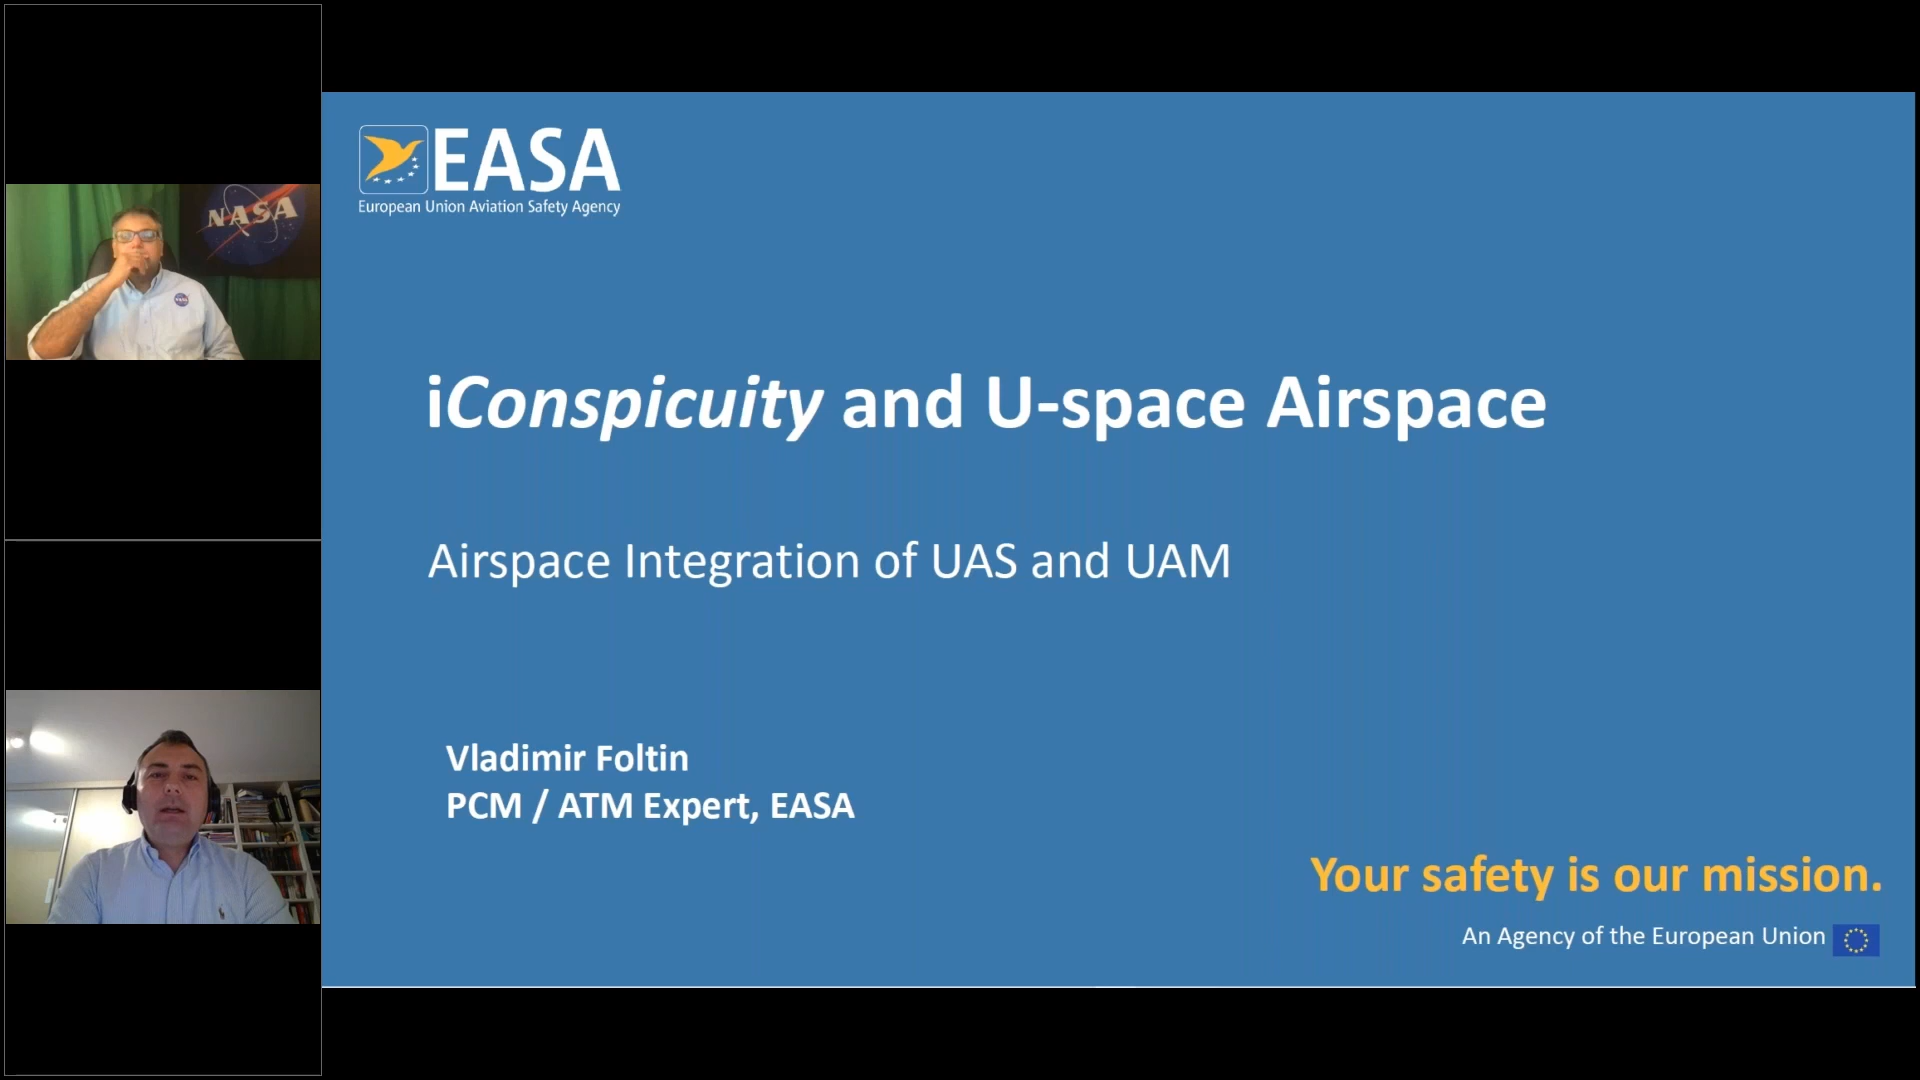 NASA
EASA
European Union Aviation Safety Agency
iConspicuity and U-space Airspace
Airspace Integration of UAS and UAM
Vladimir Foltin
PCM / ATM Expert, EASA
Your safety is our mission.
An Agency of the European Union